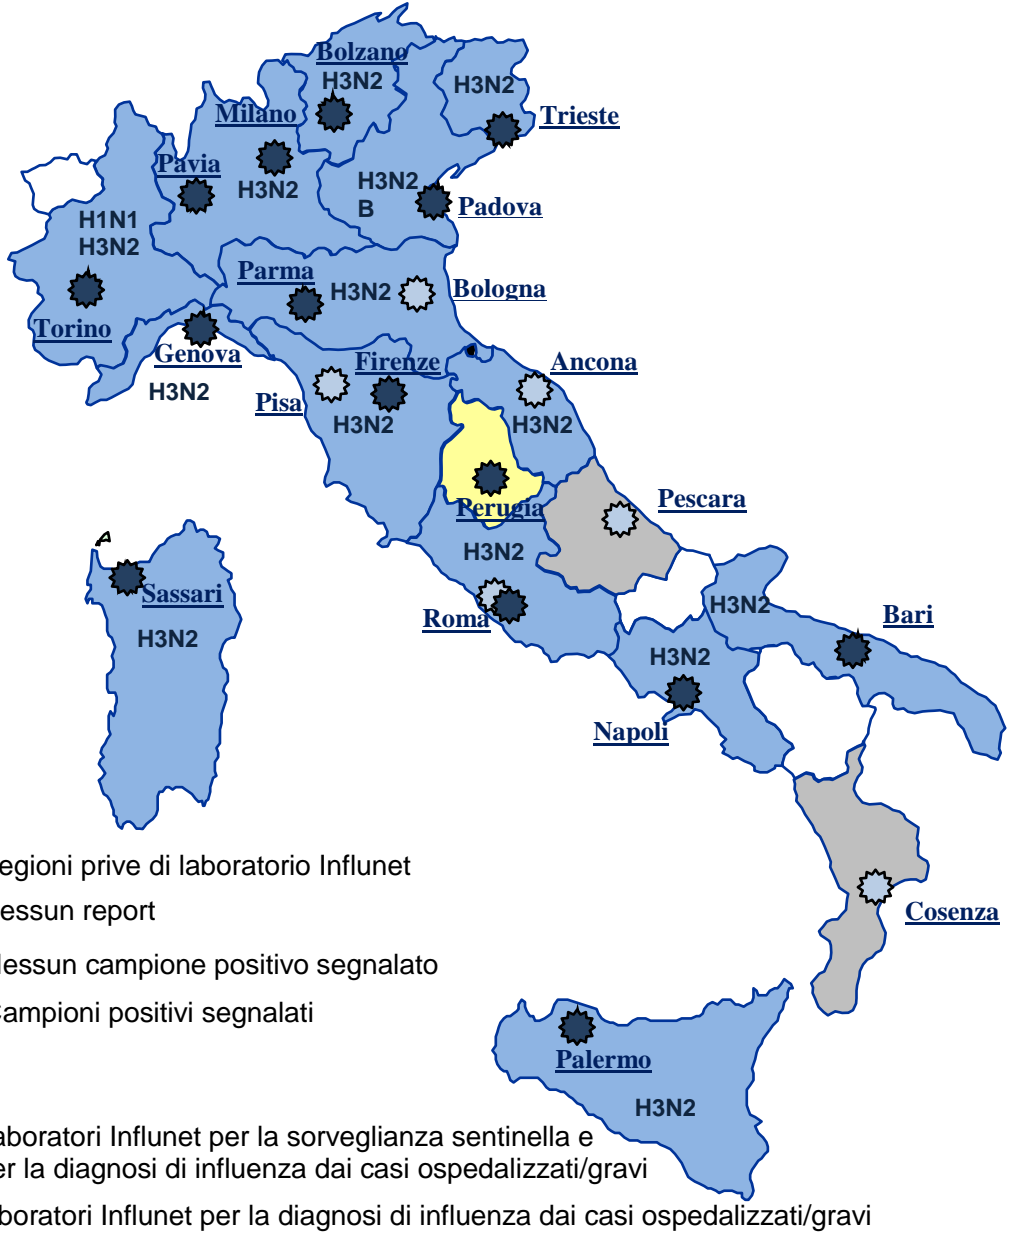 Bolzano
H3N2
H3N2
Milano
Trieste
Pavia
H3N2
H3N2
B
Padova
H1N1
H3N2
Parma
H3N2
Bologna
Torino
Genova
H3N2
Firenze
Ancona
Pisa
H3N2
H3N2
Perugia
Pescara
H3N2
Sassari
H3N2
Roma
H3N2
Bari
H3N2
Napoli
egioni prive di laboratorio Influnet
essun report
Cosenza
essun campione positivo segnalato
Campioni positivi segnalati
Palermo
H3N2
aboratori Influnet per la sorveglianza sentinella e
er la diagnosi di influenza dai casi ospedalizzati/gravi
boratori Influnet per la diagnosi di influenza dai casi ospedalizzati/gravi